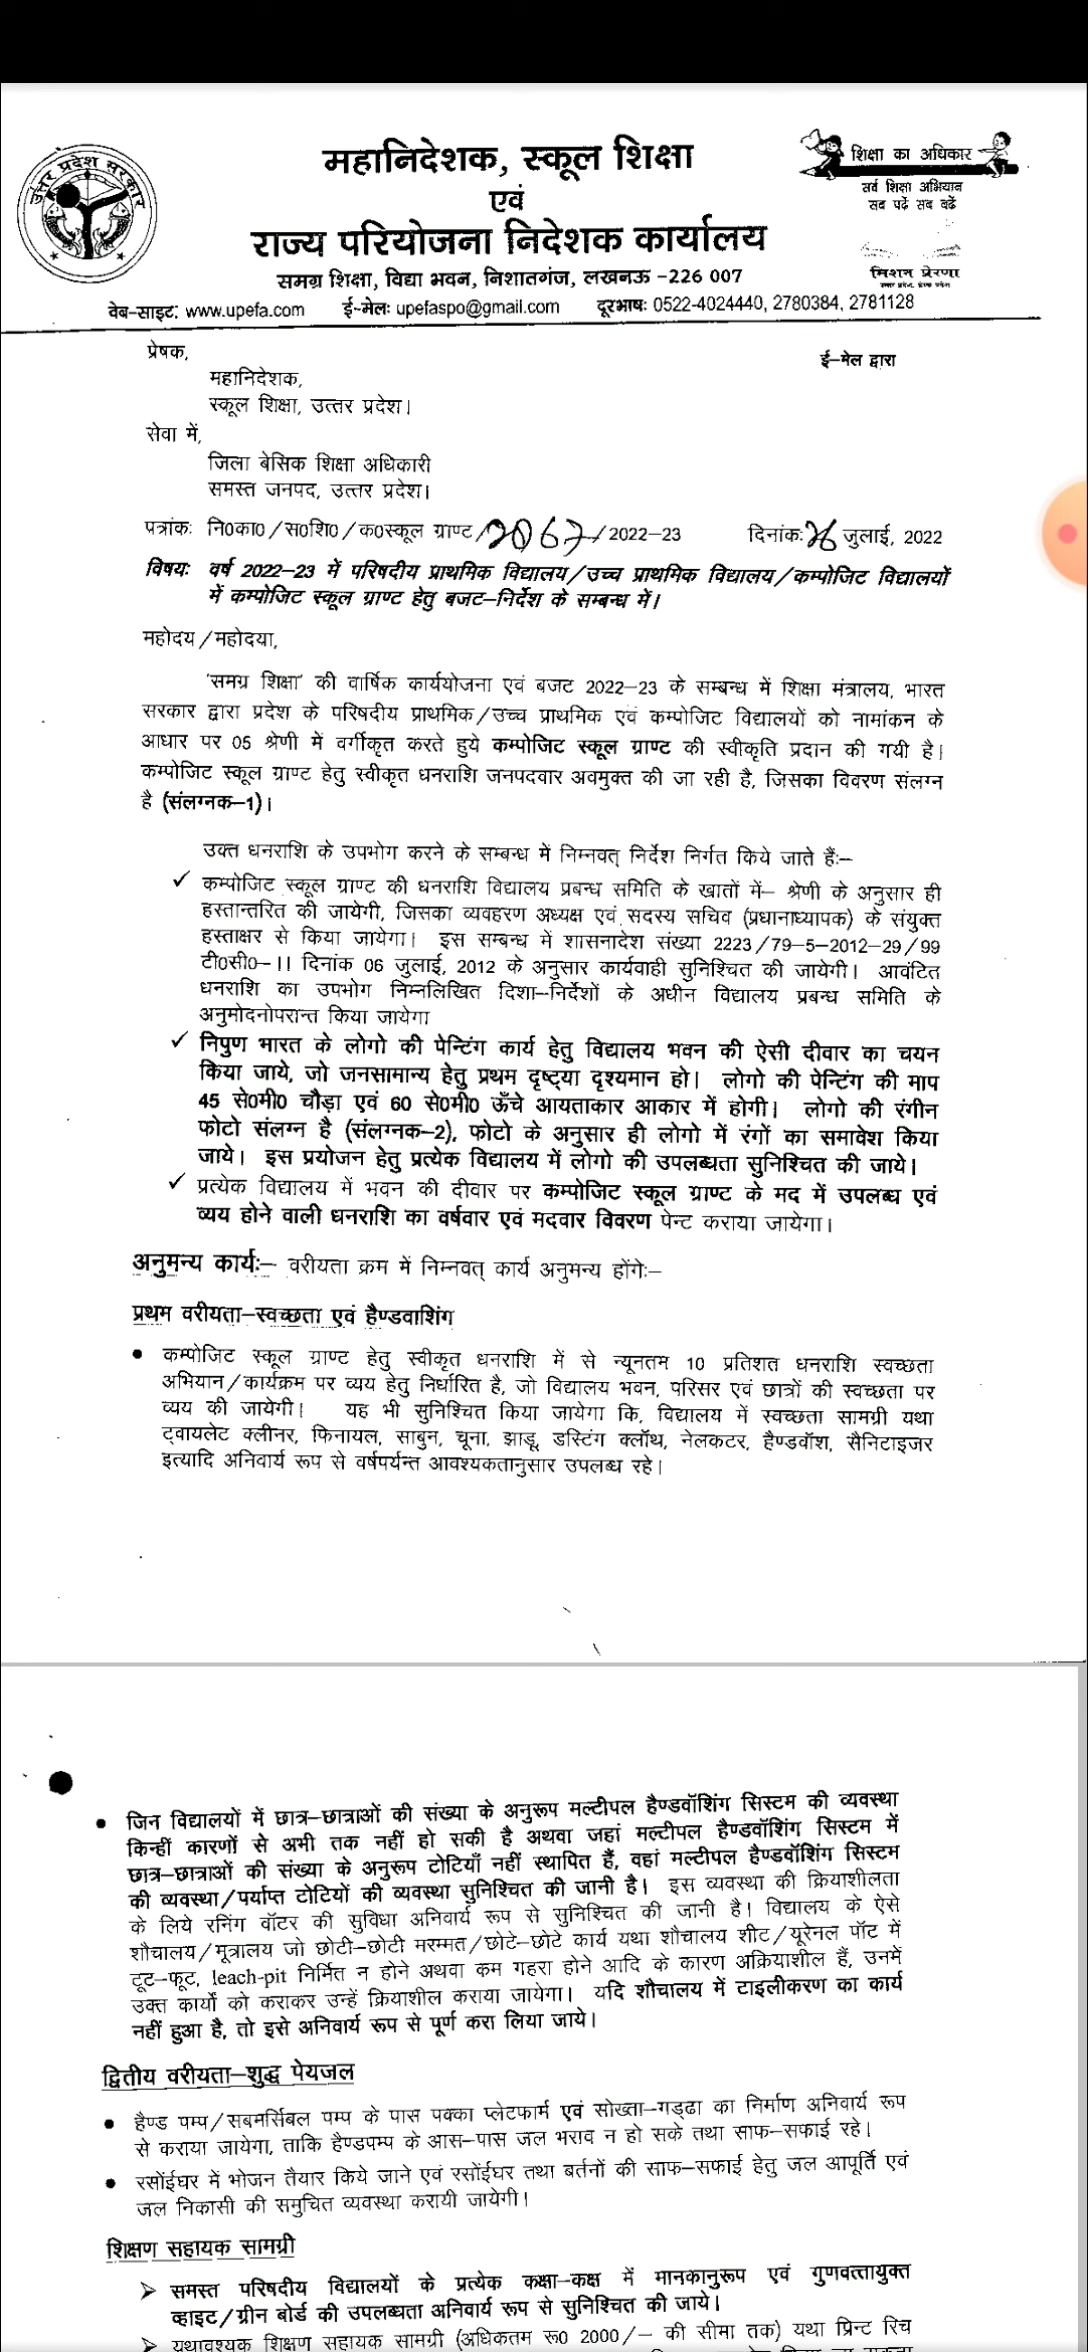 उत्तर प्रदेश सरकार
महानिदेशक, स्कूल शिक्षा
एवं
राज्य परियोजना निदेशक कार्यालय
समग्र शिक्षा, विद्या भवन, निशातगंज, लखनऊ -226 007
वेब-साइट: www.upefa.com ई-मेलः upefaspo@gmail.com दूरभाषः 0522-4024440, 2780384, 2781128
शिक्षा का अधिकार
सर्व शिक्षा अभियान
सब पढ़ें सब बढ़ें
मिशन प्रेरणा
प्रेषक,
ई-मेल द्वारा
महानिदेशक,
स्कूल शिक्षा, उत्तर प्रदेश।
सेवा में,
जिला बेसिक शिक्षा अधिकारी
समस्त जनपद, उत्तर प्रदेश।
पत्रांकः नि0का0/स0शि0/क0स्कूल ग्राण्ट/2067/2022-23 दिनांकः26 जुलाई, 2022
विषयः वर्ष 2022-23 में परिषदीय प्राथमिक विद्यालय/उच्च प्राथमिक विद्यालय/कम्पोजिट विद्यालयों
में कम्पोजिट स्कूल ग्राण्ट हेतु बजट-निर्देश के सम्बन्ध में।
महोदय/महोदया,
'समग्र शिक्षा' की वार्षिक कार्ययोजना एवं बजट 2022-23 के सम्बन्ध में शिक्षा मंत्रालय, भारत
सरकार द्वारा प्रदेश के परिषदीय प्राथमिक/उच्च प्राथमिक एवं कम्पोजिट विद्यालयों को नामांकन के
आधार पर 05 श्रेणी में वर्गीकृत करते हुये कम्पोजिट स्कूल ग्राण्ट की स्वीकृति प्रदान की गयी है।
कम्पोजिट स्कूल ग्राण्ट हेतु स्वीकृत धनराशि जनपदवार अवमुक्त की जा रही है, जिसका विवरण संलग्न
है (संलग्नक-1)।
उक्त धनराशि के उपभोग करने के सम्बन्ध में निम्नवत् निर्देश निर्गत किये जाते हैंः-
✓ कम्पोजिट स्कूल ग्राण्ट की धनराशि विद्यालय प्रबन्ध समिति के खातों में- श्रेणी के अनुसार ही
हस्तान्तरित की जायेगी, जिसका व्यवहरण अध्यक्ष एवं सदस्य सचिव (प्रधानाध्यापक) के संयुक्त
हस्ताक्षर से किया जायेगा। इस सम्बन्ध में शासनादेश संख्या 2223/79-5-2012-29/99
टी0सी0-II दिनांक 06 जुलाई, 2012 के अनुसार कार्यवाही सुनिश्चित की जायेगी। आवंटित
धनराशि का उपभोग निम्नलिखित दिशा-निर्देशों के अधीन विद्यालय प्रबन्ध समिति के
अनुमोदनोपरान्त किया जायेगा
✓ निपुण भारत के लोगो की पेन्टिंग कार्य हेतु विद्यालय भवन की ऐसी दीवार का चयन
किया जाये, जो जनसामान्य हेतु प्रथम दृष्ट्या दृश्यमान हो। लोगो की पेन्टिंग की माप
45 से0मी0 चौड़ा एवं 60 से0मी0 ऊँचे आयताकार आकार में होगी। लोगो की रंगीन
फोटो संलग्न है (संलग्नक-2), फोटो के अनुसार ही लोगो में रंगों का समावेश किया
जाये। इस प्रयोजन हेतु प्रत्येक विद्यालय में लोगो की उपलब्धता सुनिश्चित की जाये।
✓ प्रत्येक विद्यालय में भवन की दीवार पर कम्पोजिट स्कूल ग्राण्ट के मद में उपलब्ध एवं
व्यय होने वाली धनराशि का वर्षवार एवं मदवार विवरण पेन्ट कराया जायेगा।
अनुमन्य कार्यः- वरीयता क्रम में निम्नवत् कार्य अनुमन्य होंगेः-
प्रथम वरीयता-स्वच्छता एवं हैण्डवाशिंग
• कम्पोजिट स्कूल ग्राण्ट हेतु स्वीकृत धनराशि में से न्यूनतम 10 प्रतिशत धनराशि स्वच्छता
अभियान/कार्यक्रम पर व्यय हेतु निर्धारित है, जो विद्यालय भवन, परिसर एवं छात्रों की स्वच्छता पर
व्यय की जायेगी। यह भी सुनिश्चित किया जायेगा कि, विद्यालय में स्वच्छता सामग्री यथा
ट्वायलेट क्लीनर, फिनायल, साबुन, चूना, झाडू, डस्टिंग क्लॉथ, नेलकटर, हैण्डवॉश, सैनिटाइजर
इत्यादि अनिवार्य रूप से वर्षपर्यन्त आवश्यकतानुसार उपलब्ध रहे।
• जिन विद्यालयों में छात्र-छात्राओं की संख्या के अनुरूप मल्टीपल हैण्डवॉशिंग सिस्टम की व्यवस्था
किन्हीं कारणों से अभी तक नहीं हो सकी है अथवा जहां मल्टीपल हैण्डवॉशिंग सिस्टम में
छात्र-छात्राओं की संख्या के अनुरूप टोटियाँ नहीं स्थापित हैं, वहां मल्टीपल हैण्डवॉशिंग सिस्टम
की व्यवस्था/पर्याप्त टोटियों की व्यवस्था सुनिश्चित की जानी है। इस व्यवस्था की क्रियाशीलता
के लिये रनिंग वॉटर की सुविधा अनिवार्य रूप से सुनिश्चित की जानी है। विद्यालय के ऐसे
शौचालय/मूत्रालय जो छोटी-छोटी मरम्मत/छोटे-छोटे कार्य यथा शौचालय शीट/यूरेनल पॉट में
टूट-फूट, leach-pit निर्मित न होने अथवा कम गहरा होने आदि के कारण अक्रियाशील हैं, उनमें
उक्त कार्यों को कराकर उन्हें क्रियाशील कराया जायेगा। यदि शौचालय में टाइलीकरण का कार्य
नहीं हुआ है, तो इसे अनिवार्य रूप से पूर्ण करा लिया जाये।
द्वितीय वरीयता-शुद्ध पेयजल
• हैण्ड पम्प/सबमर्सिबल पम्प के पास पक्का प्लेटफार्म एवं सोख्ता-गड्ढा का निर्माण अनिवार्य रूप
से कराया जायेगा, ताकि हैण्डपम्प के आस-पास जल भराव न हो सके तथा साफ-सफाई रहे।
• रसोंईघर में भोजन तैयार किये जाने एवं रसोंईघर तथा बर्तनों की साफ-सफाई हेतु जल आपूर्ति एवं
जल निकासी की समुचित व्यवस्था करायी जायेगी।
शिक्षण सहायक सामग्री
➢ समस्त परिषदीय विद्यालयों के प्रत्येक कक्षा-कक्ष में मानकानुरूप एवं गुणवत्तायुक्त
व्हाइट/ग्रीन बोर्ड की उपलब्धता अनिवार्य रूप से सुनिश्चित की जाये।
➢ यथावश्यक शिक्षण सहायक सामग्री (अधिकतम रू0 2000/- की सीमा तक) यथा प्रिन्ट रिच